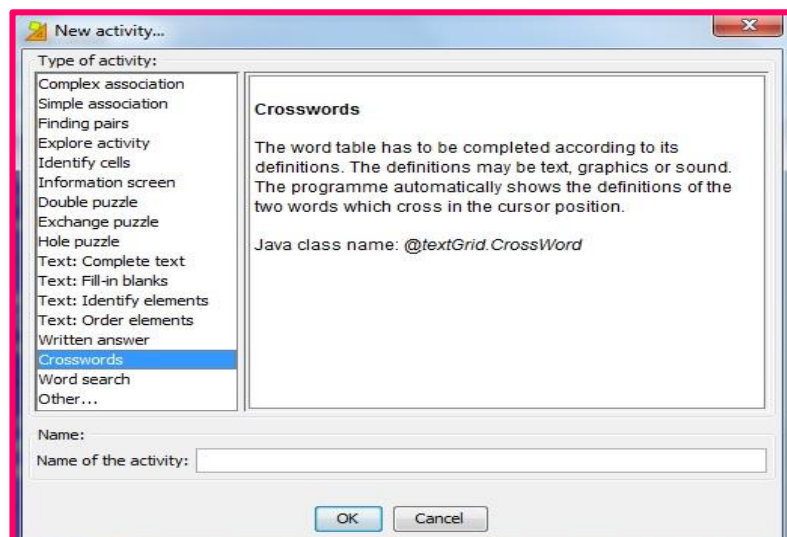 New activity...
Type of activity:
Complex association
Simple association
Finding pairs
Explore activity
Identify cells
Information screen
Double puzzle
Exchange puzzle
Hole puzzle
Text: Complete text
Text: Fill-in blanks
Text: Identify elements
Text: Order elements
Written answer
Crosswords
Word search
Other...
Crosswords
The word table has to be completed according to its
definitions. The definitions may be text, graphics or sound.
The programme automatically shows the definitions of the
two words which cross in the cursor position.
Java class name: @textGrid.CrossWord
Name:
Name of the activity:
OK
Cancel